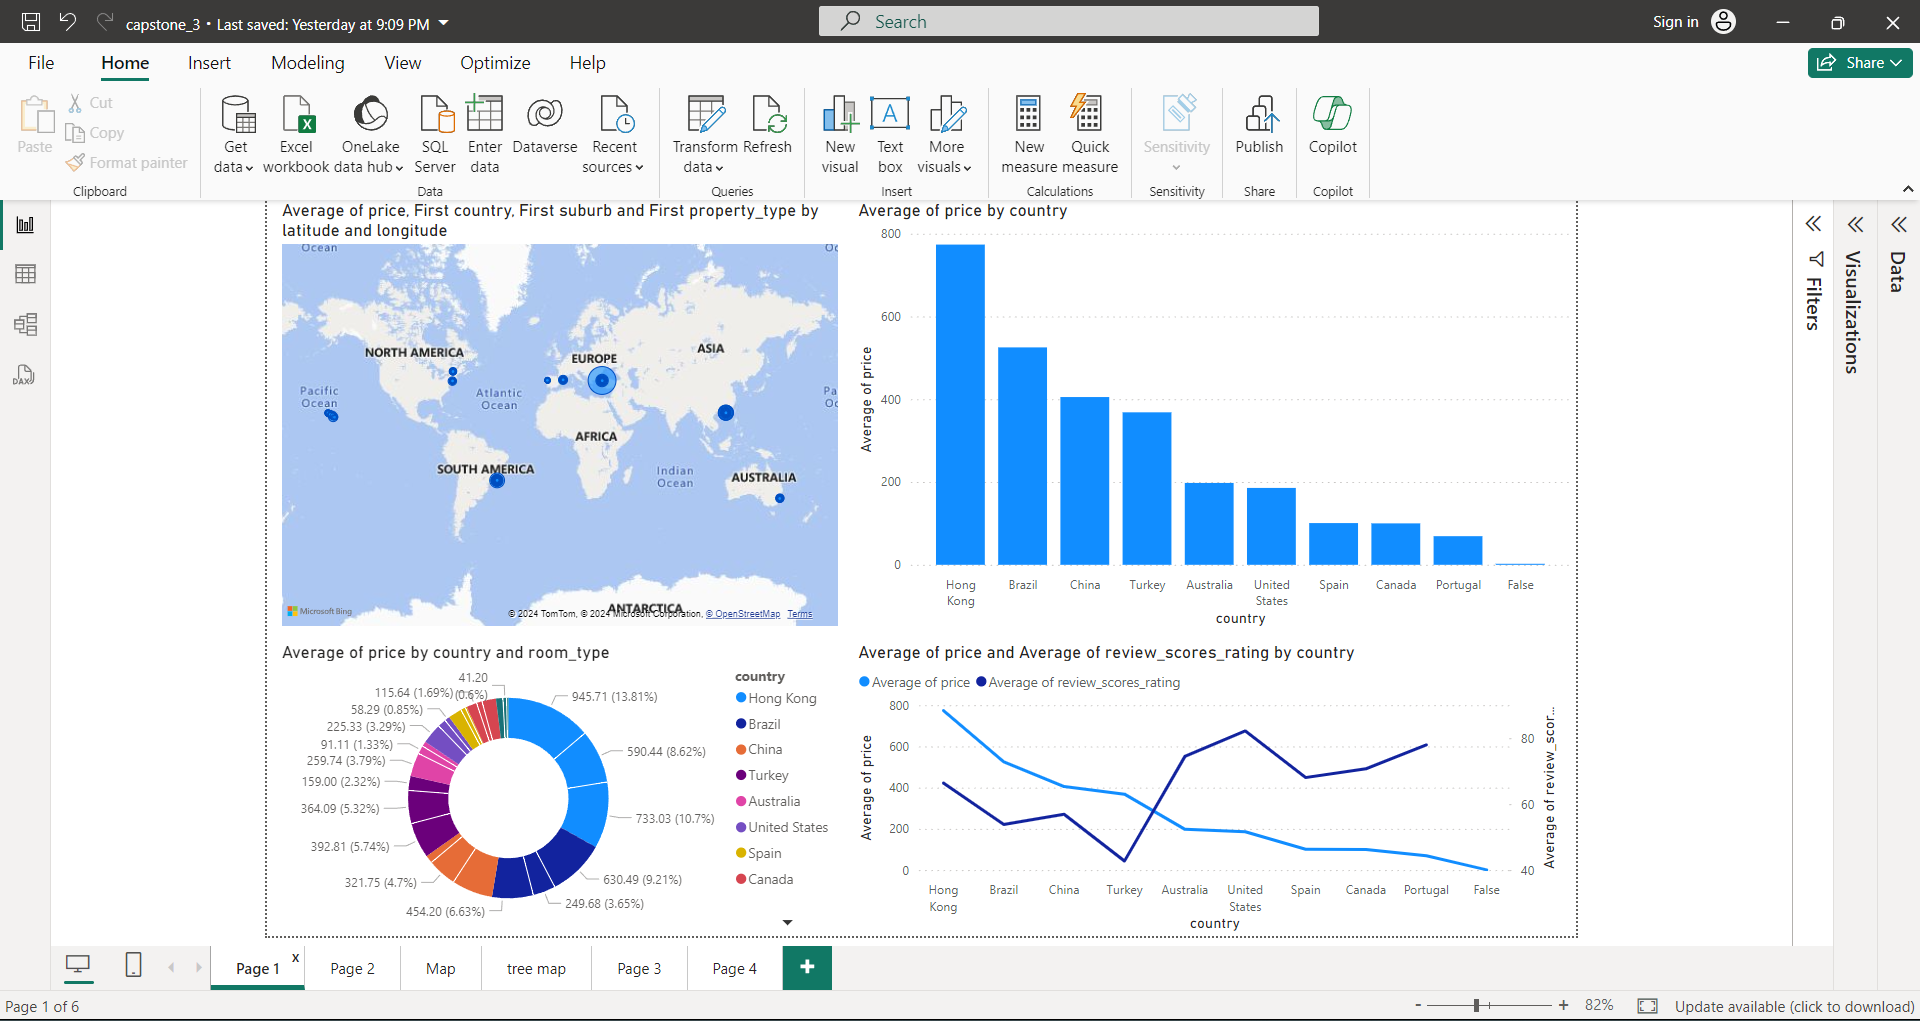 capstone_3 • Last saved: Yesterday at 9:09 PM
Search
Sign in
File Home Insert Modeling View Optimize Help
Share
Paste
Cut
Copy
Format painter
Clipboard
Get data
Excel workbook
OneLake data hub
SQL Server
Enter data
Dataverse
Recent sources
Data
Transform data
Refresh
Queries
New visual
Text box
More visuals
Insert
New measure
Quick measure
Calculations
Sensitivity
Sensitivity
Publish
Share
Copilot
Copilot
DAX
Average of price, First country, First suburb and First property_type by
latitude and longitude
Ocean
Ocean
Oc
NORTH AMERICA
EUROPE
ASIA
Pacific
Ocean
Atlantic
Ocean
Pa
Oc
AFRICA
SOUTH AMERICA
Indian
Ocean
AUSTRALIA
ANTARCTICA
Microsoft Bing
© 2024 TomTom, © 2024 Microsoft Corporation, © OpenStreetMap Terms
Average of price by country
Average of price
800
600
400
200
0
Hong Kong
Brazil
China
Turkey
Australia
United States
Spain
Canada
Portugal
False
country
Average of price by country and room_type
41.20
(0.6%)
115.64 (1.69%)
58.29 (0.85%)
225.33 (3.29%)
91.11 (1.33%)
259.74 (3.79%)
159.00 (2.32%)
364.09 (5.32%)
392.81 (5.74%)
321.75 (4.7%)
454.20 (6.63%)
945.71 (13.81%)
590.44 (8.62%)
733.03 (10.7%)
630.49 (9.21%)
249.68 (3.65%)
country
Hong Kong
Brazil
China
Turkey
Australia
United States
Spain
Canada
Average of price and Average of review_scores_rating by country
Average of price Average of review_scores_rating
Average of price
800
600
400
200
0
80
60
40
Average of review_scor...
Hong Kong
Brazil
China
Turkey
Australia
United States
Spain
Canada
Portugal
False
country
Filters
Visualizations
Data
Page 1 x
Page 2
Map
tree map
Page 3
Page 4
+
Page 1 of 6
- + 82%
Update available (click to download)